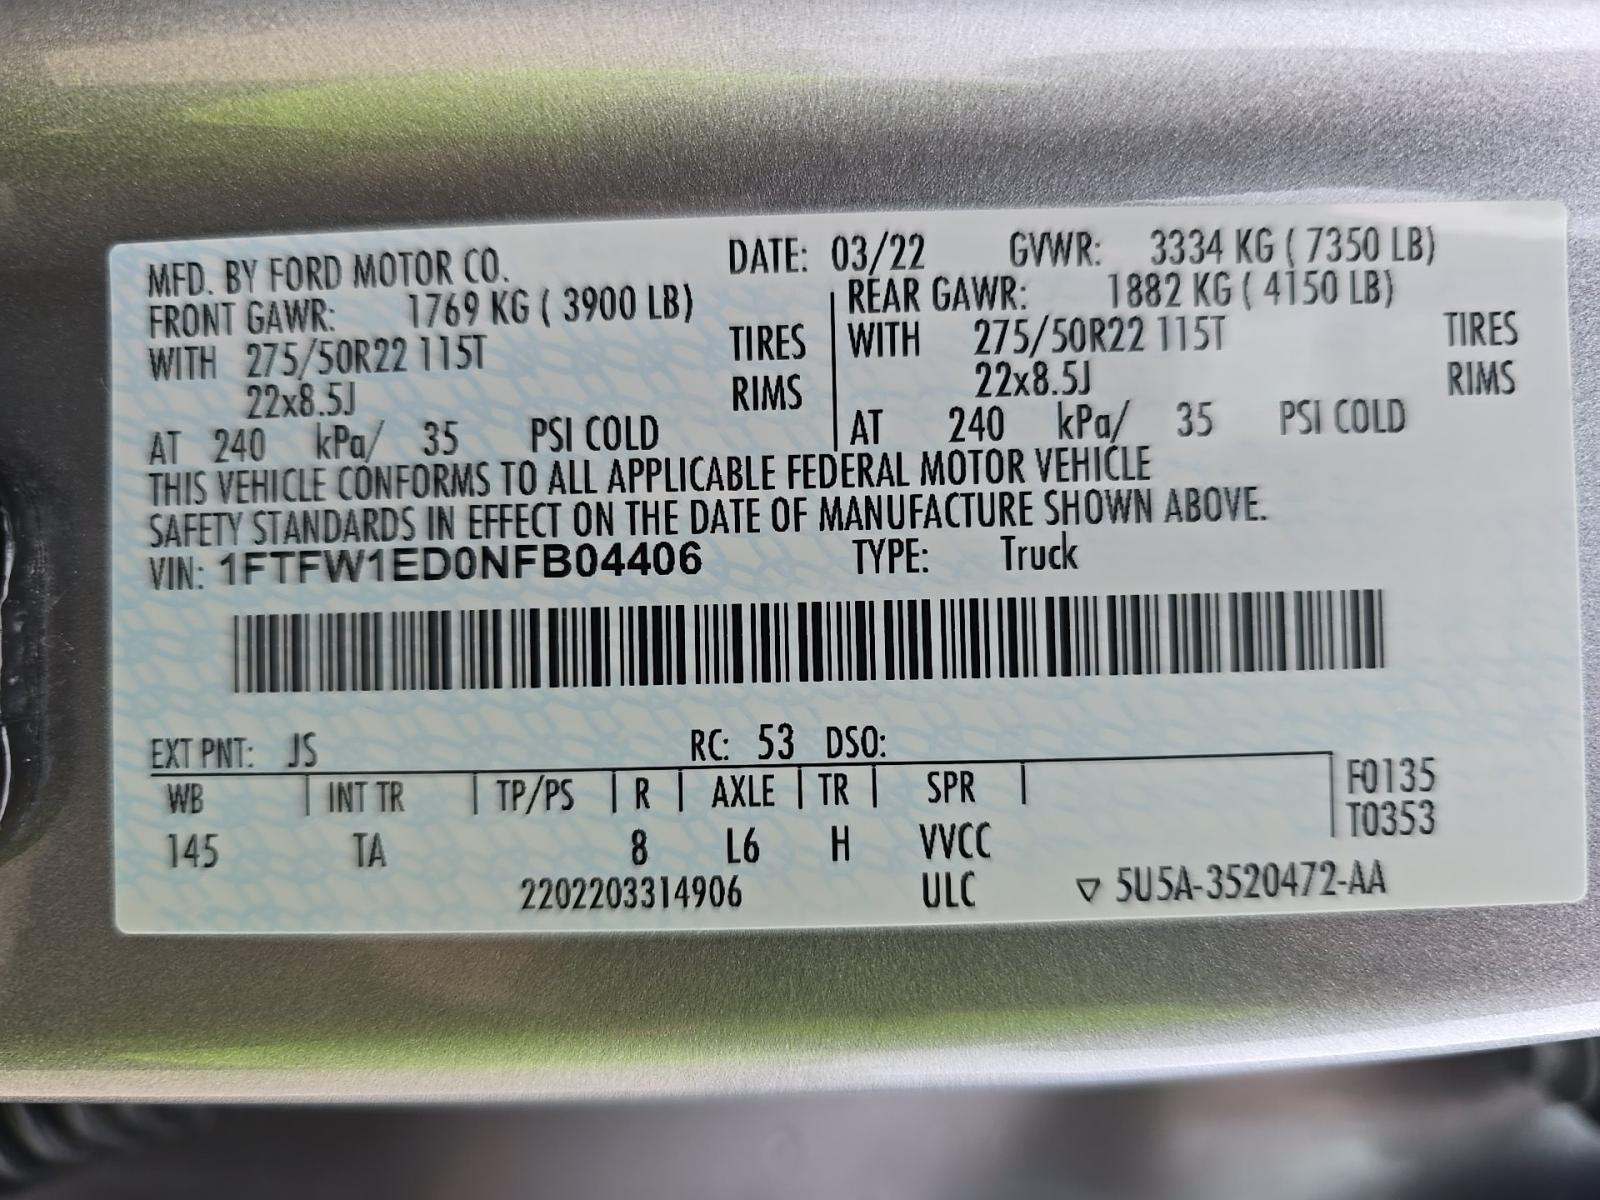 MFD. BY FORD MOTOR CO. DATE: 03/22 GVWR: 3334 KG ( 7350 LB)
FRONT GAWR: 1769 KG ( 3900 LB) REAR GAWR: 1882 KG ( 4150 LB)
WITH 275/50R22 115T TIRES WITH 275/50R22 115T TIRES
22x8.5J RIMS 22x8.5J RIMS
AT 240 kPa/ 35 PSI COLD AT 240 kPa/ 35 PSI COLD
THIS VEHICLE CONFORMS TO ALL APPLICABLE FEDERAL MOTOR VEHICLE
SAFETY STANDARDS IN EFFECT ON THE DATE OF MANUFACTURE SHOWN ABOVE.
VIN: 1FTFW1ED0NFB04406 TYPE: Truck
EXT PNT: JS RC: 53 DSO:
WB INT TR TP/PS R AXLE TR SPR F0135
T0353
145 TA 8 L6 H VVCC
2202203314906 ULC ▽ 5U5A-3520472-AA